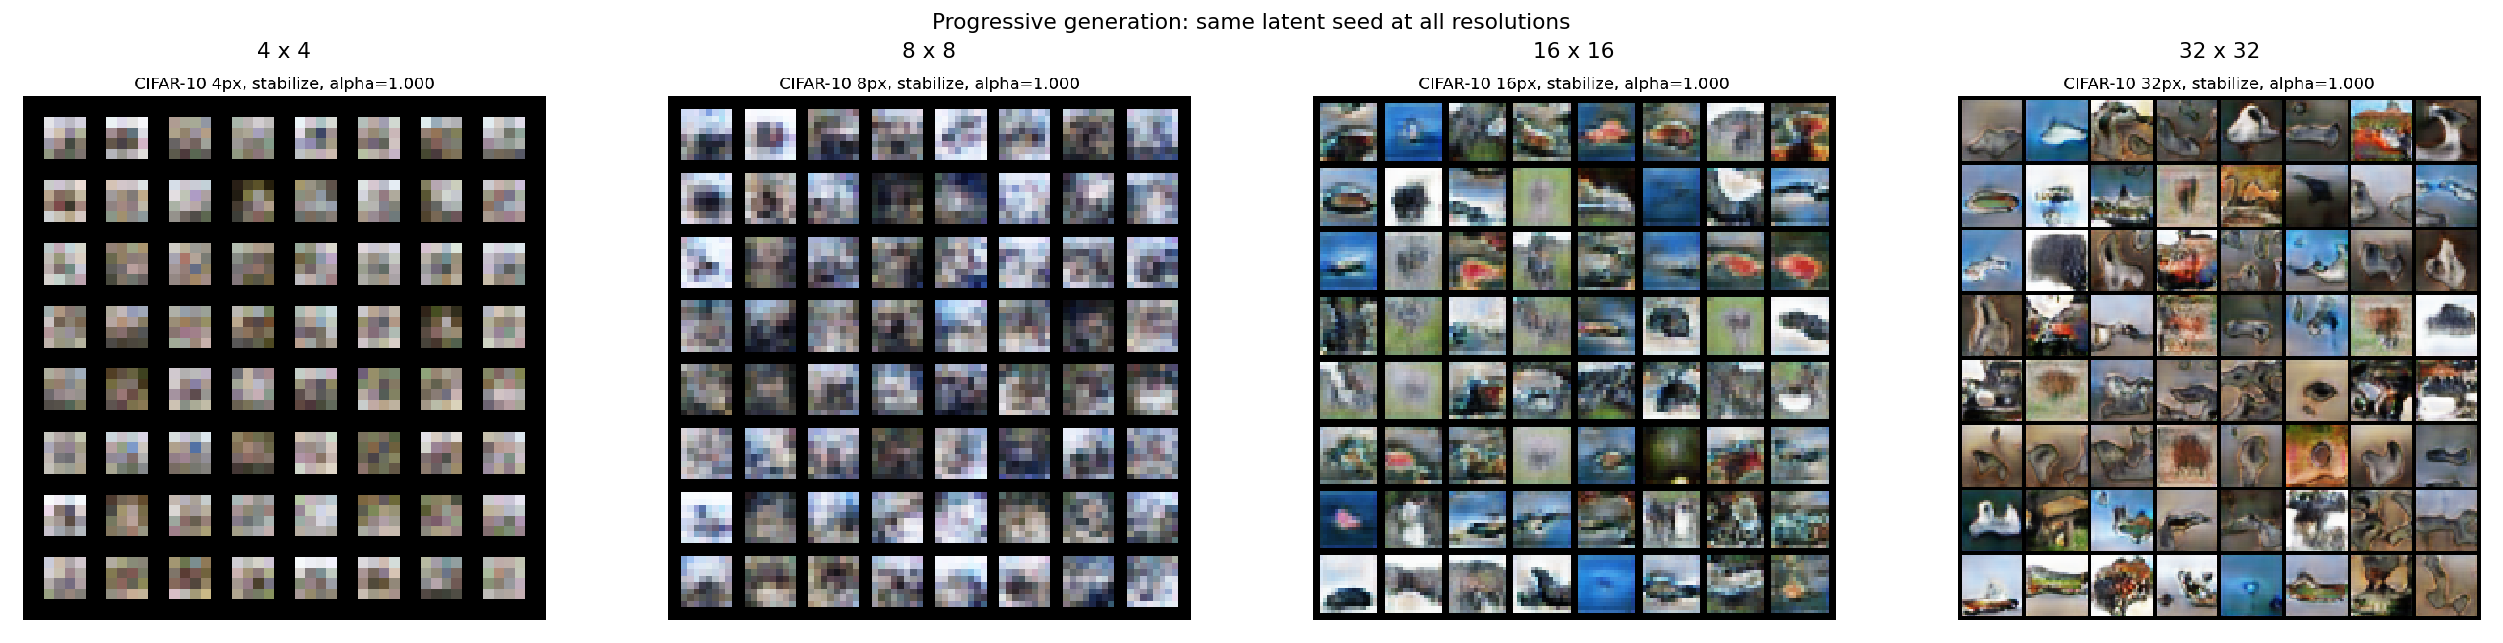 Progressive generation: same latent seed at all resolutions
4 x 4
8 x 8
16 x 16
32 x 32
CIFAR-10 4px, stabilize, alpha=1.000
CIFAR-10 8px, stabilize, alpha=1.000
CIFAR-10 16px, stabilize, alpha=1.000
CIFAR-10 32px, stabilize, alpha=1.000